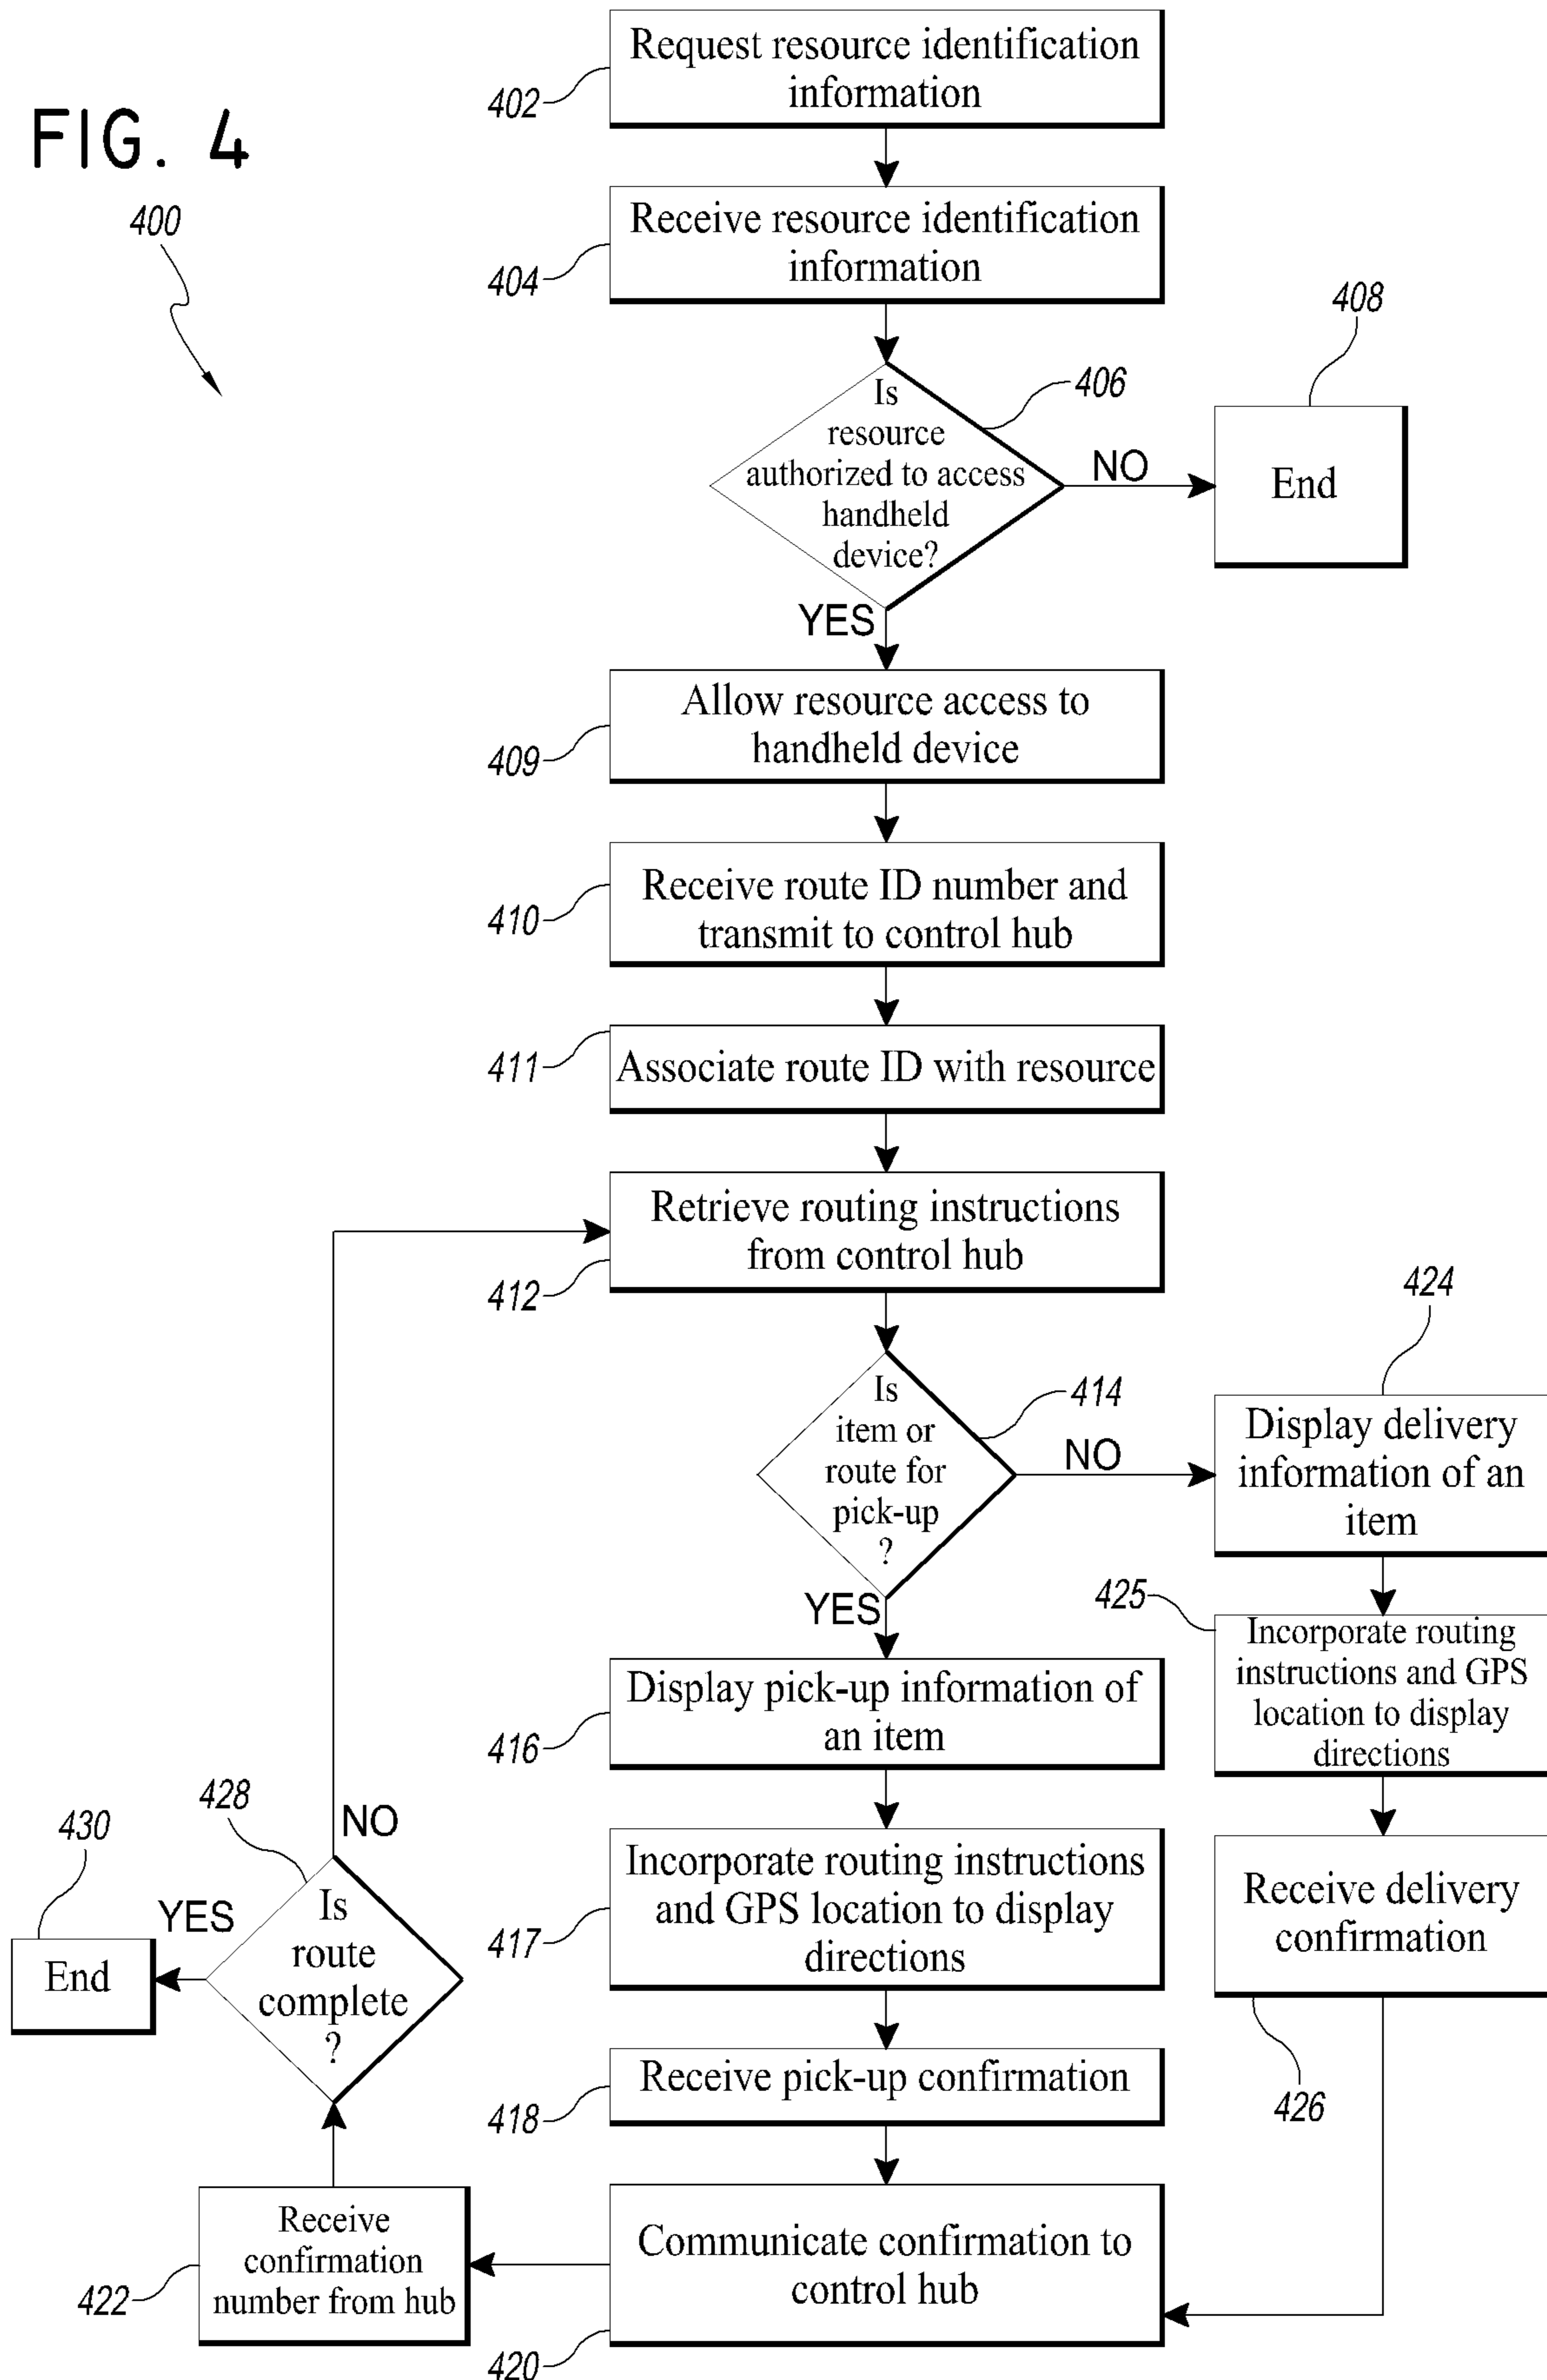 FIG. 4
400
Request resource identification
information
402
Receive resource identification
information
404
Is
resource
authorized to access
handheld
device?
406
NO
408
End
YES
Allow resource access to
handheld device
409
Receive route ID number and
transmit to control hub
410
Associate route ID with resource
411
Retrieve routing instructions
from control hub
412
Is
item or
route for
pick-up
?
414
NO
424
Display delivery
information of an
item
YES
425
Incorporate routing
instructions and GPS
location to display
directions
Display pick-up information of
an item
416
Incorporate routing instructions
and GPS location to display
directions
417
Receive delivery
confirmation
426
Receive pick-up confirmation
418
Communicate confirmation to
control hub
420
Receive
confirmation
number from hub
422
Is
route
complete
?
428
NO
YES
430
End